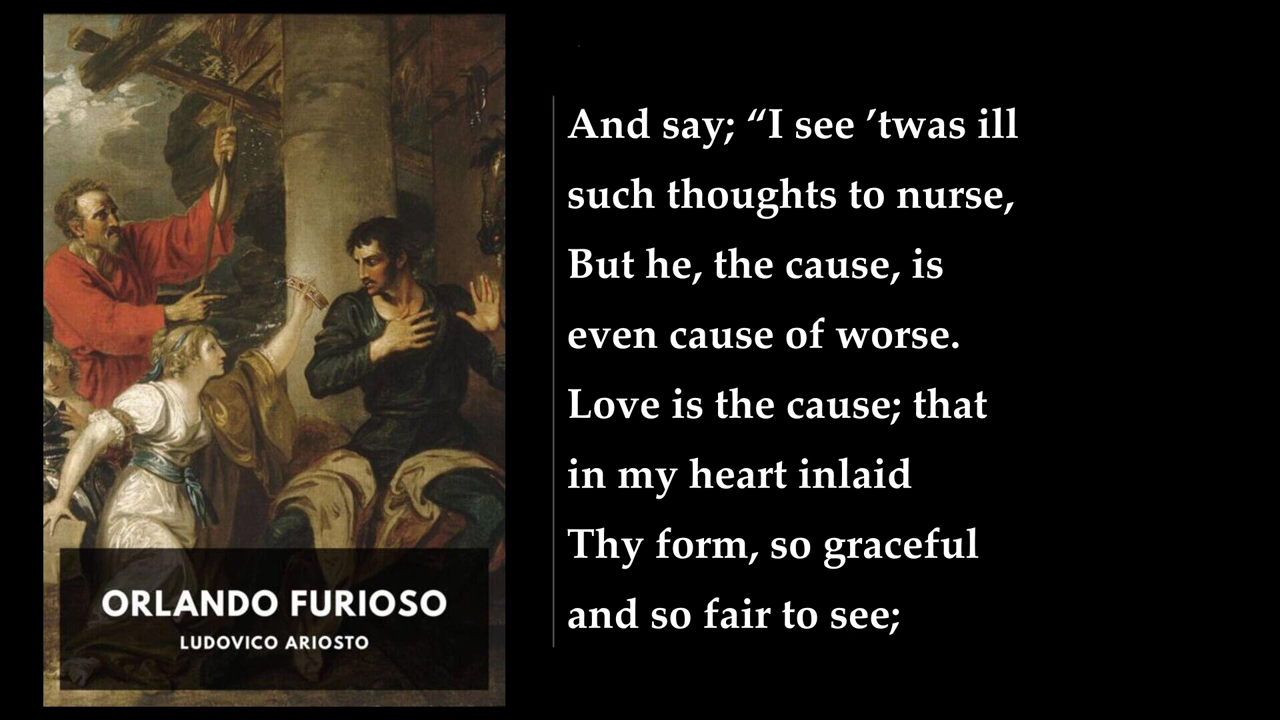 ORLANDO FURIOSO
LUDOVICO ARIOSTO
And say; “I see ’twas ill
such thoughts to nurse,
But he, the cause, is
even cause of worse.
Love is the cause; that
in my heart inlaid
Thy form, so graceful
and so fair to see;